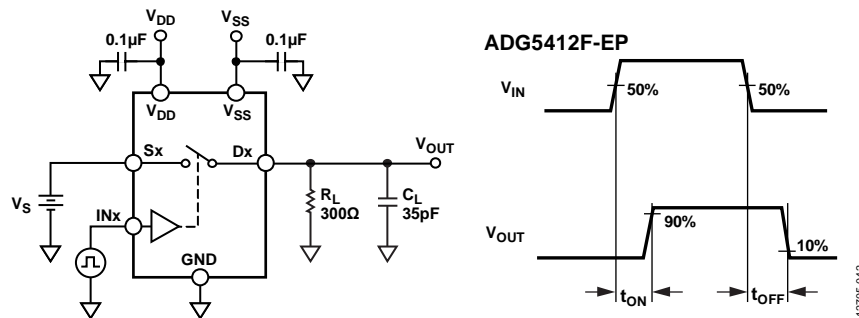 VDD
VSS
0.1µF
0.1µF
VDD
VSS
Sx
Dx
VOUT
VS
INx
RL
300Ω
CL
35pF
GND
ADG5412F-EP
VIN
50%
50%
VOUT
90%
10%
tON
tOFF